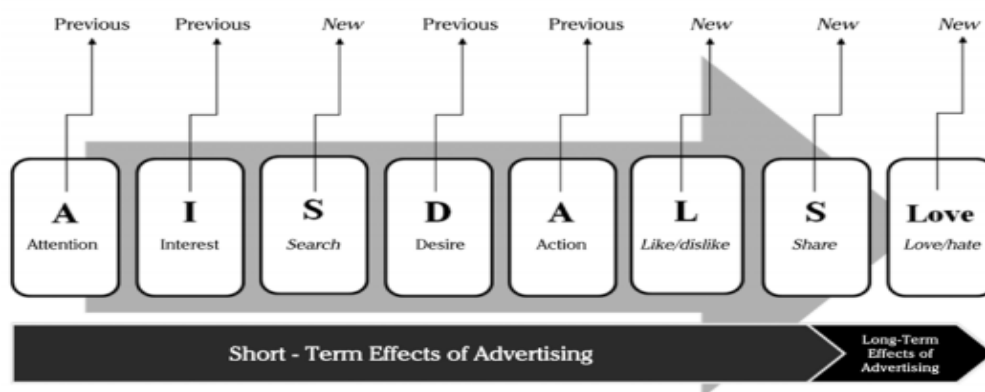 Previous Previous New Previous Previous New New New
A I S D A L S Love
Attention Interest Search Desire Action Like/dislike Share Love/hate
Short - Term Effects of Advertising
Long-Term
Effects of
Advertising